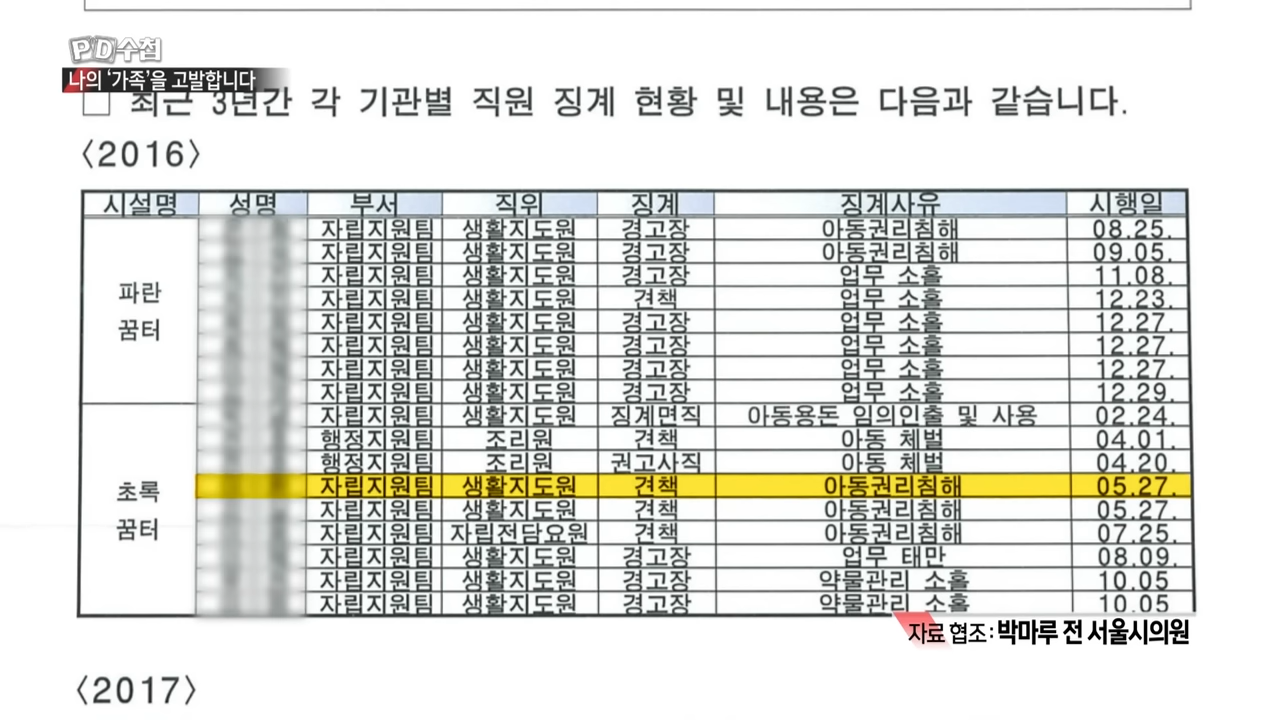 PD수첩
나의 '가족'을 고발합니다
□ 최근 3년간 각 기관별 직원 징계 현황 및 내용은 다음과 같습니다.
〈2016〉
시설명 성명 부서 직위 징계 징계사유 시행일
파란 꿈터
자립지원팀 생활지도원 경고장 아동권리침해 08.25.
자립지원팀 생활지도원 경고장 아동권리침해 09.05.
자립지원팀 생활지도원 경고장 업무 소홀 11.08.
자립지원팀 생활지도원 견책 업무 소홀 12.23.
자립지원팀 생활지도원 경고장 업무 소홀 12.27.
자립지원팀 생활지도원 경고장 업무 소홀 12.27.
자립지원팀 생활지도원 경고장 업무 소홀 12.27.
자립지원팀 생활지도원 경고장 업무 소홀 12.29.
초록 꿈터
자립지원팀 생활지도원 징계면직 아동용돈 임의인출 및 사용 02.24.
행정지원팀 조리원 견책 아동 체벌 04.01.
행정지원팀 조리원 권고사직 아동 체벌 04.20.
자립지원팀 생활지도원 견책 아동권리침해 05.27.
자립지원팀 생활지도원 견책 아동권리침해 05.27.
자립지원팀 자립전담요원 견책 아동권리침해 07.25.
자립지원팀 생활지도원 경고장 업무 태만 08.09.
자립지원팀 생활지도원 경고장 약물관리 소홀 10.05
자립지원팀 생활지도원 경고장 약물관리 소홀 10.05
자료 협조 : 박마루 전 서울시의원
〈2017〉